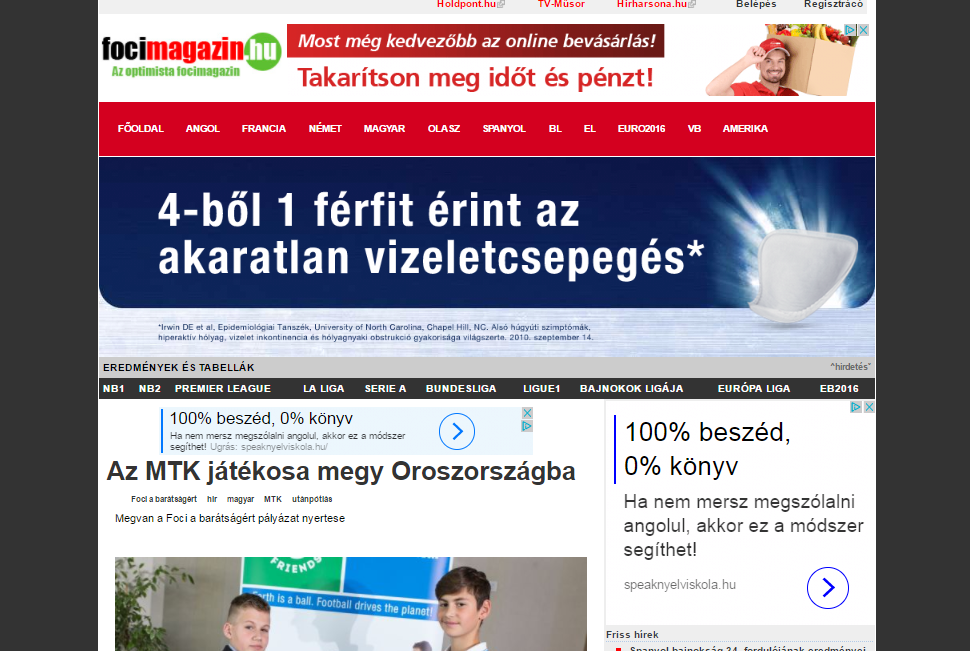 Holdpont.hu TV-Műsor Hírharsona.hu Belépés Regisztráció
focimagazin.hu
Az optimista focimagazin
Most még kedvezőbb az online bevásárlás!
Takarítson meg időt és pénzt!
FŐOLDAL ANGOL FRANCIA NÉMET MAGYAR OLASZ SPANYOL BL EL EURO2016 VB AMERIKA
4-ből 1 férfit érint az
akaratlan vizeletcsepegés*
*Irwin DE et al, Epidemiológiai Tanszék, University of North Carolina, Chapel Hill, NC. Alsó húgyúti szimptómák,
hiperaktív hólyag, vizelet inkontinencia és hólyagnyaki obstrukció gyakorisága világszerte. 2010. szeptember 14.
EREDMÉNYEK ÉS TABELLÁK ^hirdetés^
NB1 NB2 PREMIER LEAGUE LA LIGA SERIE A BUNDESLIGA LIGUE1 BAJNOKOK LIGÁJA EURÓPA LIGA EB2016
100% beszéd, 0% könyv
Ha nem mersz megszólalni angolul, akkor ez a módszer
segíthet! Ugrás: speaknyelviskola.hu/
Az MTK játékosa megy Oroszországba
Foci a barátságért hír magyar MTK utánpótlás
Megvan a Foci a barátságért pályázat nyertese
FRIENDS
Earth is a ball. Football drives the planet!
100% beszéd,
0% könyv
Ha nem mersz megszólalni
angolul, akkor ez a módszer
segíthet!
speaknyelviskola.hu
Friss hírek
Spanyol bajnokság 24. fordulójának eredményei